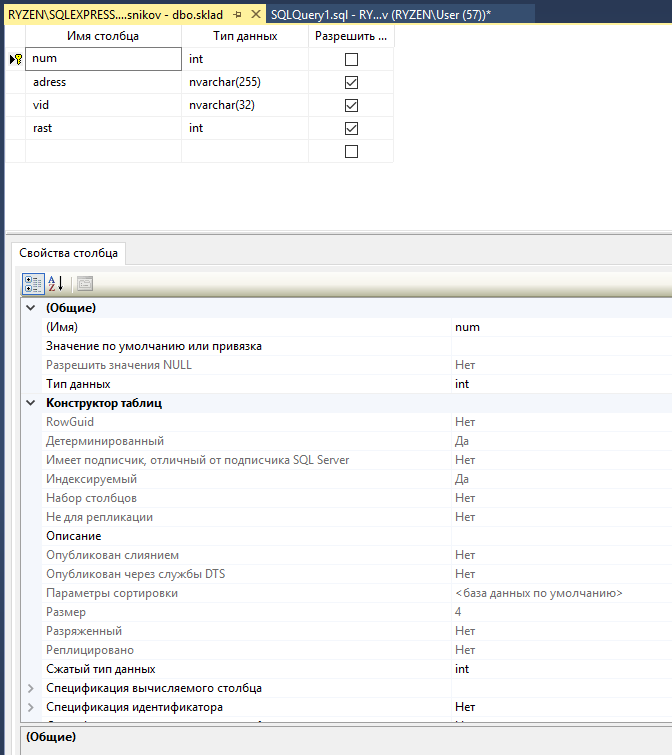 RYZEN\SQLEXPRESS....snikov - dbo.sklad SQLQuery1.sql - RY...v (RYZEN\User (57))*
Имя столбца Тип данных Разрешить ...
num int
adress nvarchar(255)
vid nvarchar(32)
rast int
Свойства столбца
A
Z
(Общие)
(Имя) num
Значение по умолчанию или привязка
Разрешить значения NULL Нет
Тип данных int
Конструктор таблиц
RowGuid Нет
Детерминированный Да
Имеет подписчик, отличный от подписчика SQL Server Нет
Индексируемый Да
Набор столбцов Нет
Не для репликации Нет
Описание
Опубликован слиянием Нет
Опубликован через службы DTS Нет
Параметры сортировки <база данных по умолчанию>
Размер 4
Разряженный Нет
Реплицировано Нет
Сжатый тип данных int
Спецификация вычисляемого столбца
Спецификация идентификатора Нет
(Общие)